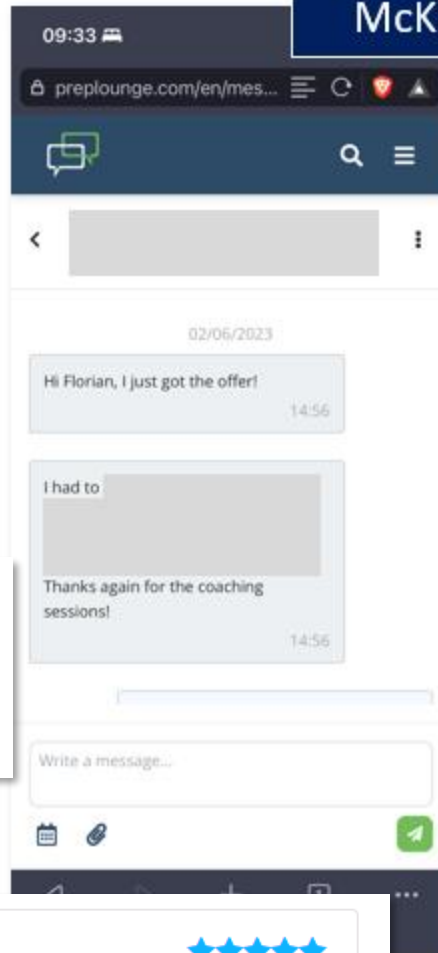 McK
09:33
preplounge.com/en/mes...
02/06/2023
Hi Florian, I just got the offer!
14:56
I had to
Thanks again for the coaching
sessions!
14:56
Write a message...